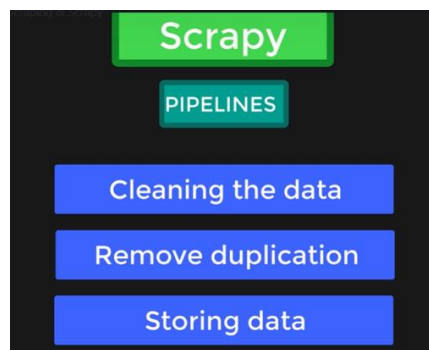 Scrapy
PIPELINES
Cleaning the data
Remove duplication
Storing data